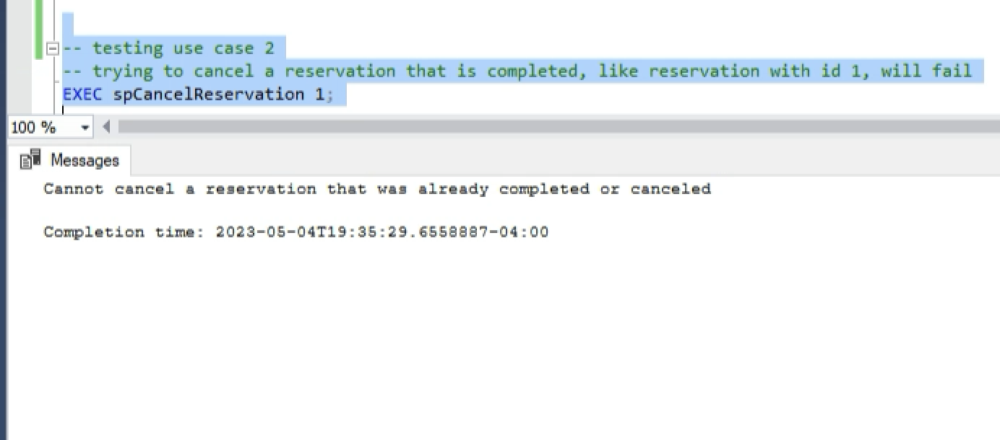 -- testing use case 2
-- trying to cancel a reservation that is completed, like reservation with id 1, will fail
EXEC spCancelReservation 1;
100 %
Messages
Cannot cancel a reservation that was already completed or canceled
Completion time: 2023-05-04T19:35:29.6558887-04:00